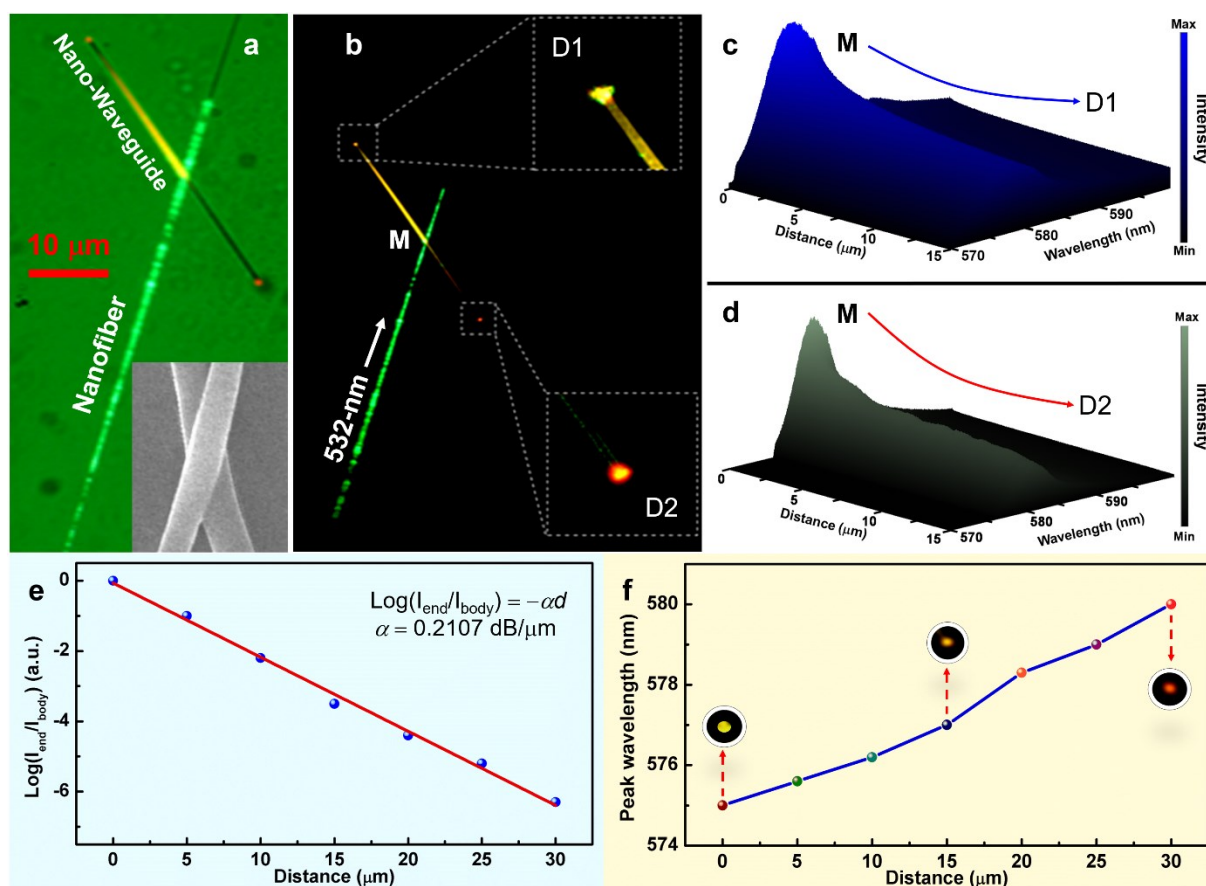 a
Nano-Waveguide
10 μm
Nanofiber
b
D1
M
532-nm
D2
c
M
D1
Max
Intensity
Min
0
5
10
15
Distance (μm)
570
580
590
Wavelength (nm)
d
M
D2
Max
Intensity
Min
0
5
10
15
Distance (μm)
570
580
590
Wavelength (nm)
e
Log(I_end/I_body) = −αd
α = 0.2107 dB/μm
Log(I_end/I_body) (a.u.)
0
-2
-4
-6
0 5 10 15 20 25 30
Distance (μm)
f
Peak wavelength (nm)
580
578
576
574
0 5 10 15 20 25 30
Distance (μm)